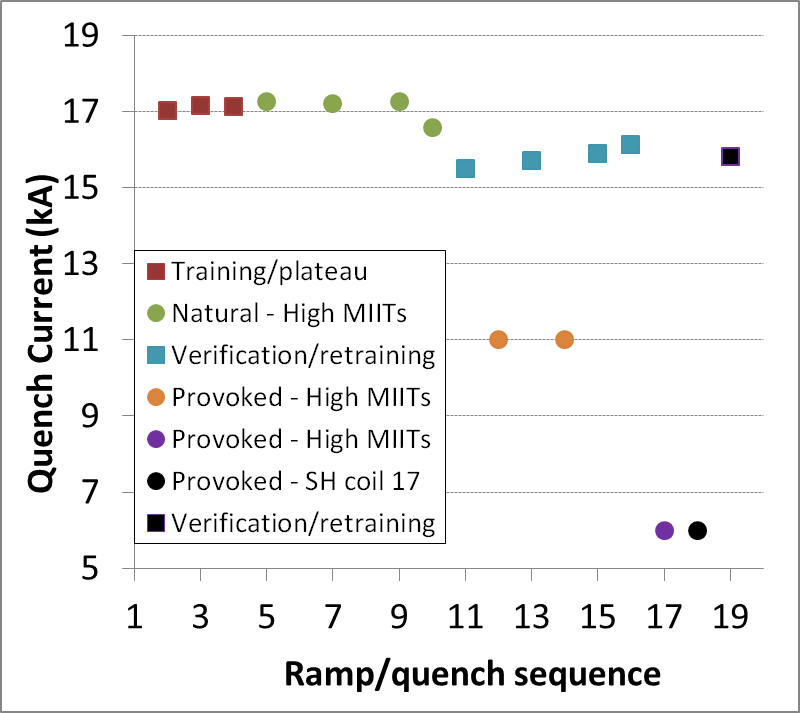 19
17
15
13
11
9
7
5
Quench Current (kA)
Training/plateau
Natural - High MIITs
Verification/retraining
Provoked - High MIITs
Provoked - High MIITs
Provoked - SH coil 17
Verification/retraining
1 3 5 7 9 11 13 15 17 19
Ramp/quench sequence